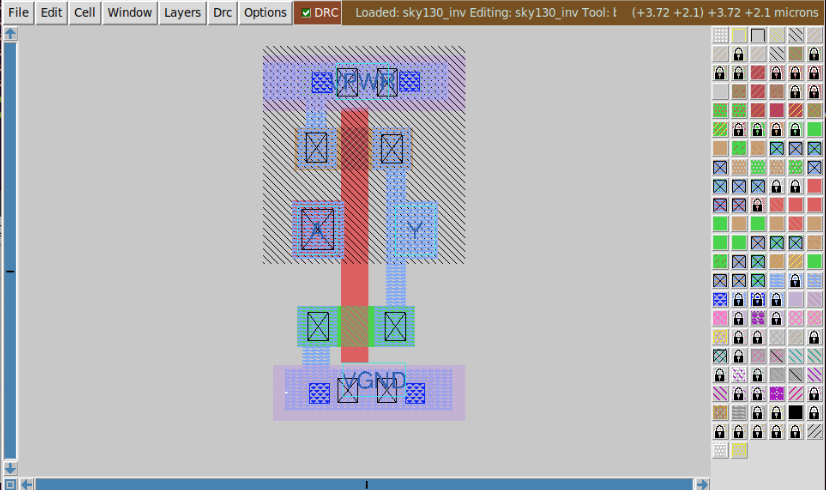 File Edit Cell Window Layers Drc Options DRC Loaded: sky130_inv Editing: sky130_inv Tool: b (+3.72 +2.1) +3.72 +2.1 microns
VPWR
A Y
VGND